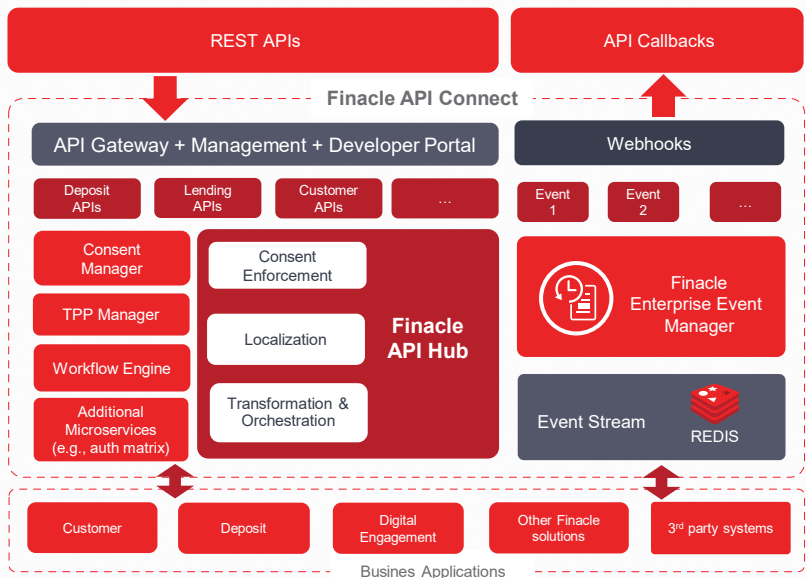 REST APIs
API Callbacks
Finacle API Connect
API Gateway + Management + Developer Portal
Webhooks
Deposit
APIs
Lending
APIs
Customer
APIs
...
Event
1
Event
2
...
Consent
Manager
TPP Manager
Workflow Engine
Additional
Microservices
(e.g., auth matrix)
Consent
Enforcement
Localization
Transformation &
Orchestration
Finacle
API Hub
Finacle
Enterprise Event
Manager
Event Stream
REDIS
Customer
Deposit
Digital
Engagement
Other Finacle
solutions
3rd party systems
Busines Applications